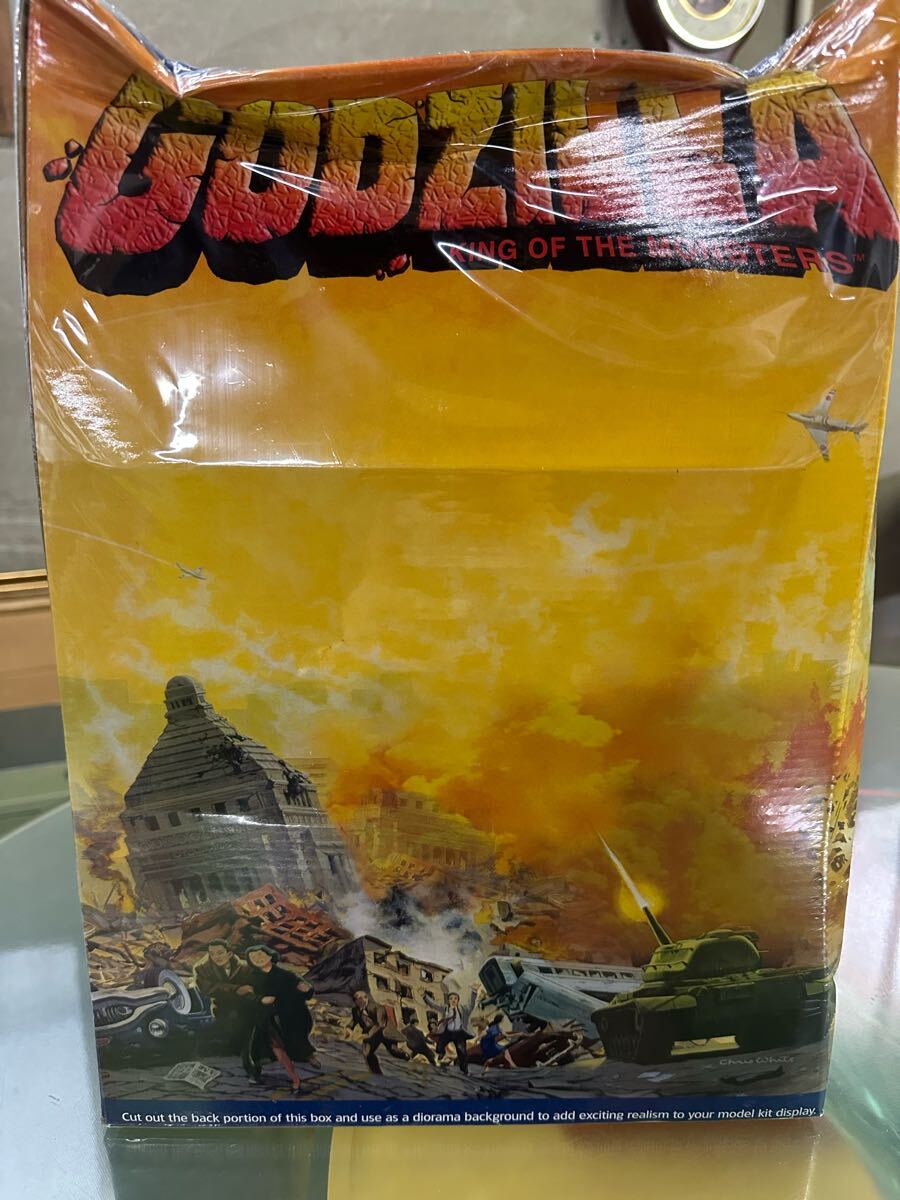 GODZILLA
KING OF THE MONSTERS™
Chris White
Cut out the back portion of this box and use as a diorama background to add exciting realism to your model kit display.